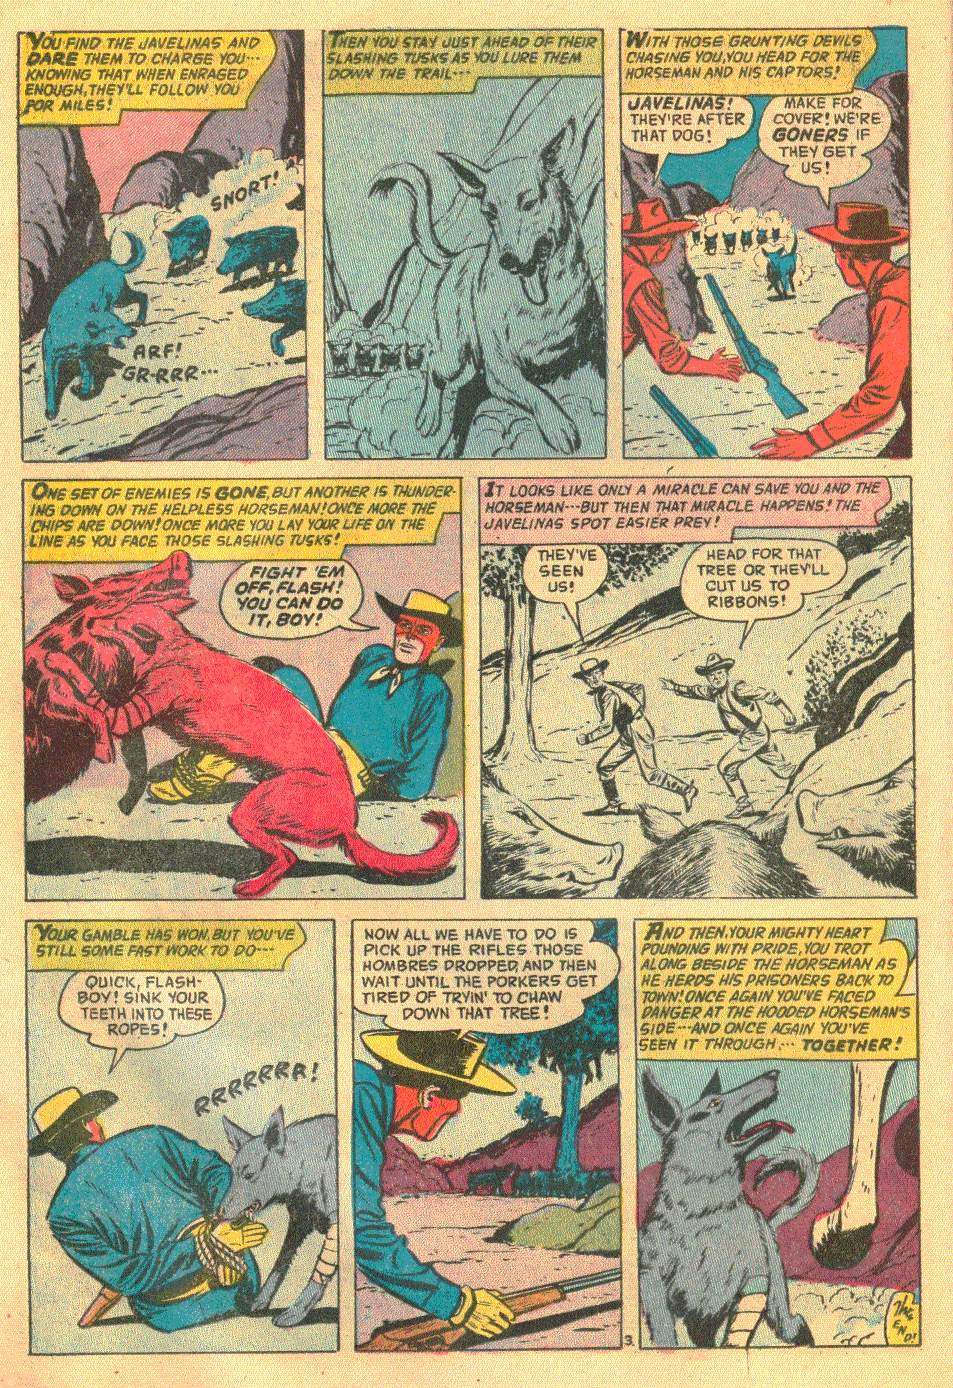 YOU FIND THE JAVELINAS AND
DARE THEM TO CHARGE YOU---
KNOWING THAT WHEN ENRAGED
ENOUGH, THEY'LL FOLLOW YOU
FOR MILES!
SNORT!
ARF!
GR-RRR---
THEN YOU STAY JUST AHEAD OF THEIR
SLASHING TUSKS AS YOU LURE THEM
DOWN THE TRAIL---
WITH THOSE GRUNTING DEVILS
CHASING YOU, YOU HEAD FOR THE
HORSEMAN AND HIS CAPTORS!
JAVELINAS!
THEY'RE AFTER
THAT DOG!
MAKE FOR
COVER! WE'RE
GONERS IF
THEY GET
US!
ONE SET OF ENEMIES IS GONE, BUT ANOTHER IS THUNDER-
ING DOWN ON THE HELPLESS HORSEMAN! ONCE MORE THE
CHIPS ARE DOWN! ONCE MORE YOU LAY YOUR LIFE ON THE
LINE AS YOU FACE THOSE SLASHING TUSKS!
FIGHT 'EM
OFF, FLASH!
YOU CAN DO
IT, BOY!
IT LOOKS LIKE ONLY A MIRACLE CAN SAVE YOU AND THE
HORSEMAN---BUT THEN THAT MIRACLE HAPPENS! THE
JAVELINAS SPOT EASIER PREY!
THEY'VE
SEEN
US!
HEAD FOR THAT
TREE OR THEY'LL
CUT US TO
RIBBONS!
YOUR GAMBLE HAS WON, BUT YOU'VE
STILL SOME FAST WORK TO DO---
QUICK, FLASH-
BOY! SINK YOUR
TEETH INTO THESE
ROPES!
RRRRRRR!
NOW ALL WE HAVE TO DO IS
PICK UP THE RIFLES THOSE
HOMBRES DROPPED, AND THEN
WAIT UNTIL THE PORKERS GET
TIRED OF TRYIN' TO CHAW
DOWN THAT TREE!
3.
AND THEN, YOUR MIGHTY HEART
POUNDING WITH PRIDE, YOU TROT
ALONG BESIDE THE HORSEMAN AS
HE HERDS HIS PRISONERS BACK TO
TOWN! ONCE AGAIN YOU'VE FACED
DANGER AT THE HOODED HORSEMAN'S
SIDE---AND ONCE AGAIN YOU'VE
SEEN IT THROUGH--- TOGETHER!
THE
END!